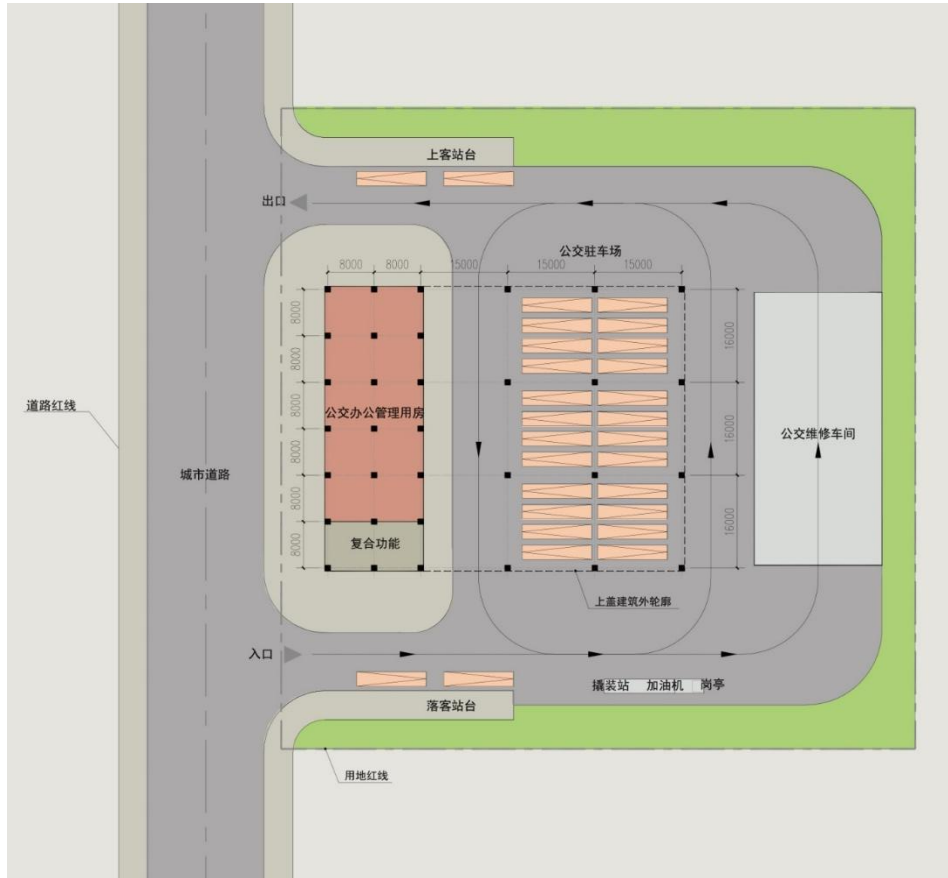 上客站台
出口
公交驻车场
8000
8000
15000
15000
15000
8000
8000
8000
8000
8000
8000
16000
16000
16000
道路红线
公交办公管理用房
公交维修车间
城市道路
复合功能
上盖建筑外轮廓
入口
撬装站 加油机 岗亭
落客站台
用地红线